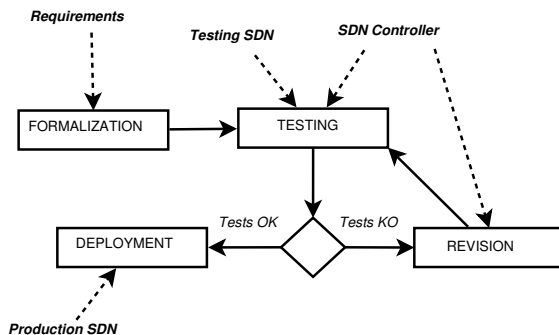 Requirements
Testing SDN
SDN Controller
FORMALIZATION
TESTING
Tests OK
Tests KO
DEPLOYMENT
REVISION
Production SDN